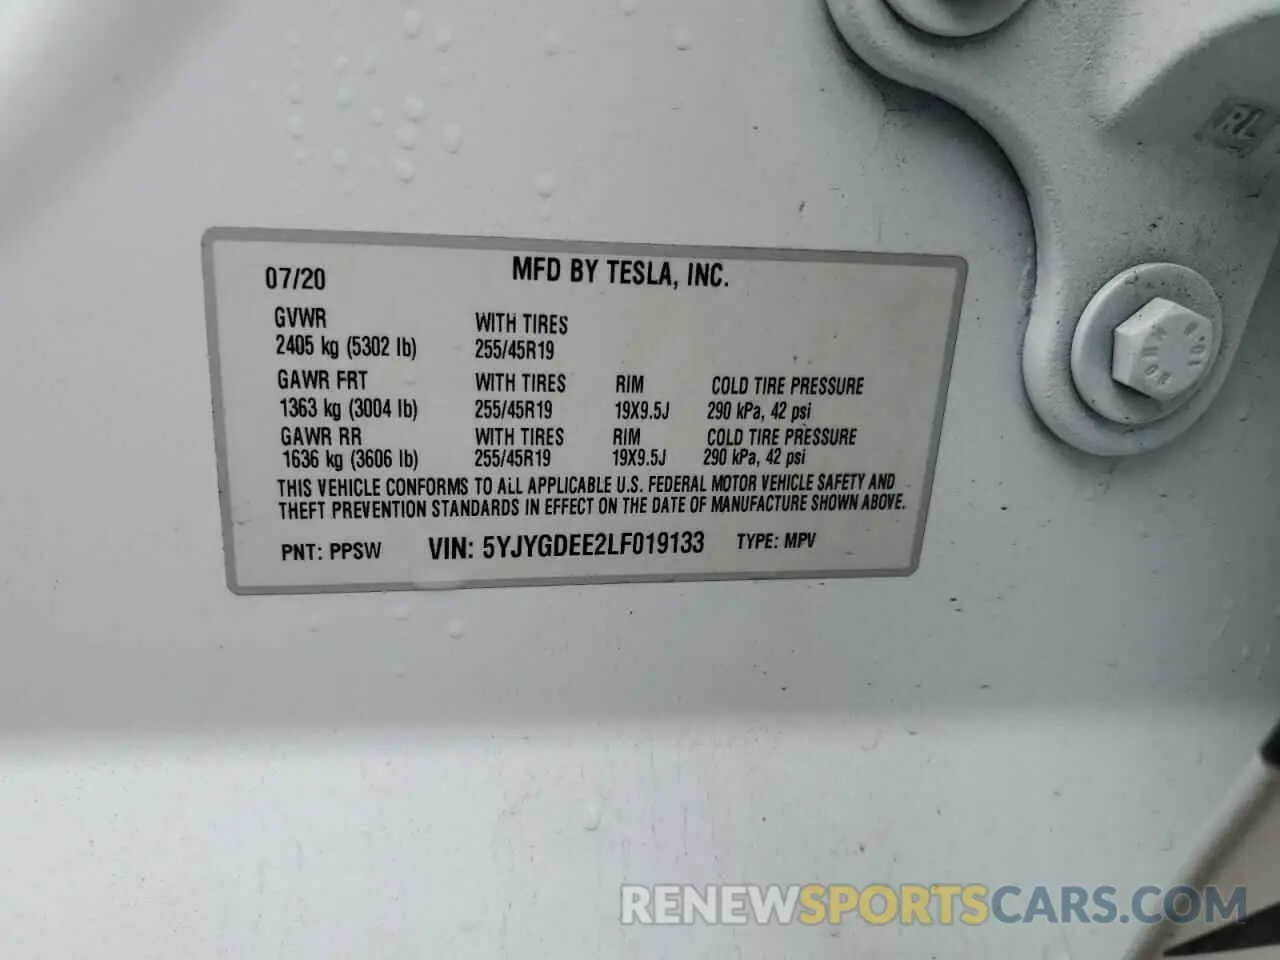 07/20 MFD BY TESLA, INC.
GVWR WITH TIRES
2405 kg (5302 lb) 255/45R19
GAWR FRT WITH TIRES RIM COLD TIRE PRESSURE
1363 kg (3004 lb) 255/45R19 19X9.5J 290 kPa, 42 psi
GAWR RR WITH TIRES RIM COLD TIRE PRESSURE
1636 kg (3606 lb) 255/45R19 19X9.5J 290 kPa, 42 psi
THIS VEHICLE CONFORMS TO ALL APPLICABLE U.S. FEDERAL MOTOR VEHICLE SAFETY AND
THEFT PREVENTION STANDARDS IN EFFECT ON THE DATE OF MANUFACTURE SHOWN ABOVE.
PNT: PPSW VIN: 5YJYGDEE2LF019133 TYPE: MPV
RL
10.9
RENEWSPORTSCARS.COM